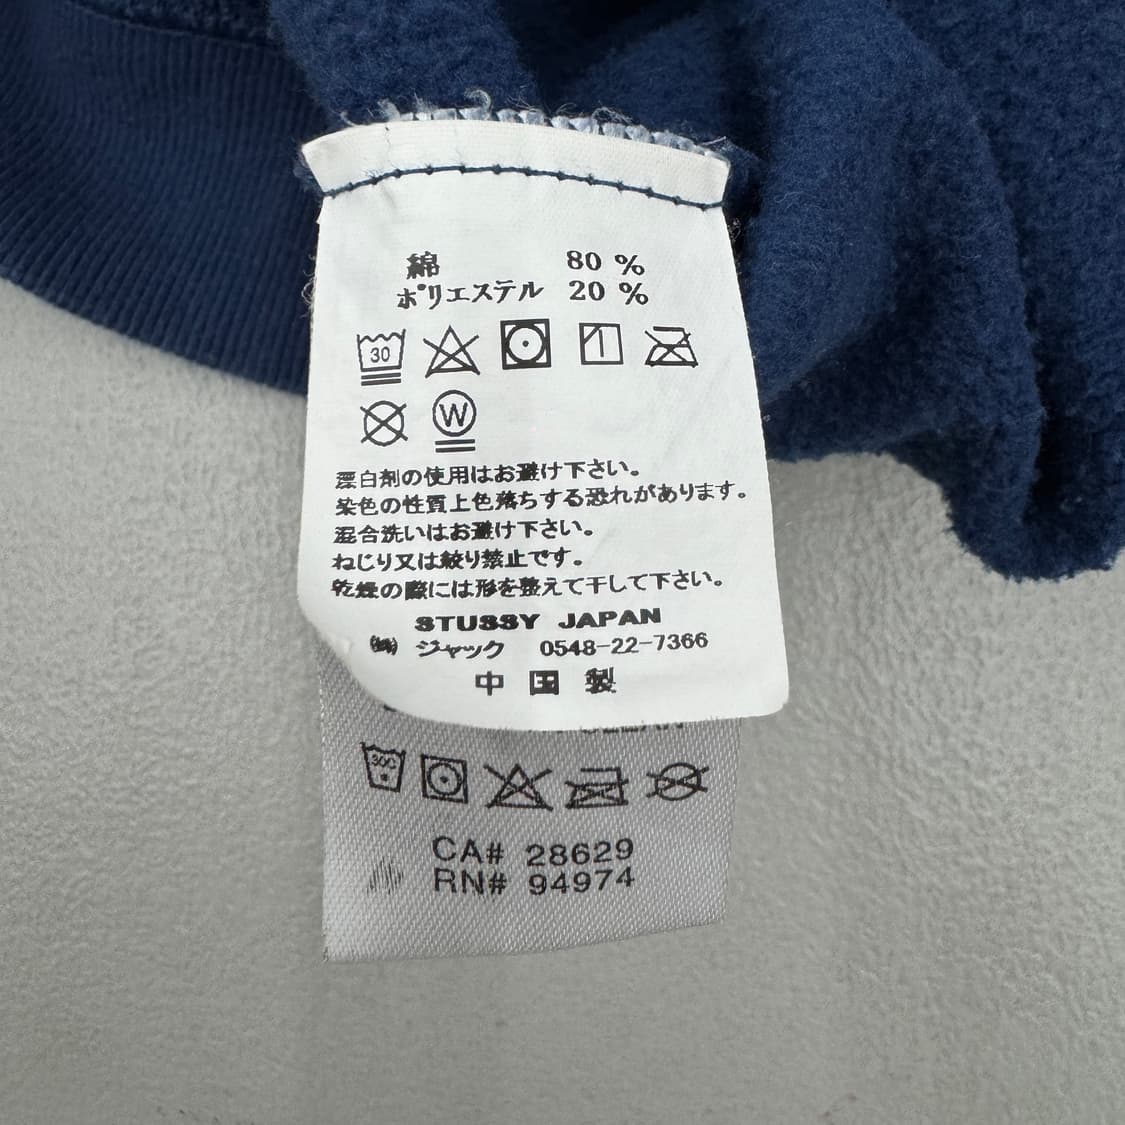 綿 80 %
ポリエステル 20 %
30
W
漂白剤の使用はお避け下さい。
染色の性質上色落ちする恐れがあります。
混合洗いはお避け下さい。
ねじり又は絞り禁止です。
乾燥の際には形を整えて干して下さい。
STUSSY JAPAN
㈱ ジャック 0548-22-7366
中国製
30C
CA# 28629
RN# 94974